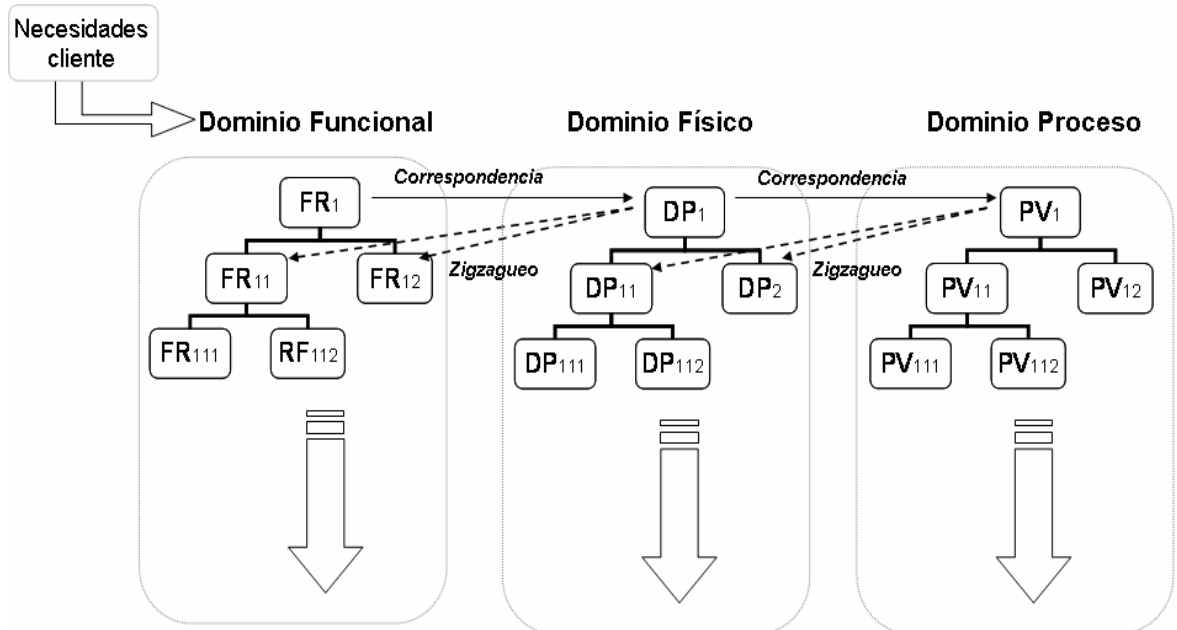 Necesidades
cliente
Dominio Funcional
Dominio Físico
Dominio Proceso
FR1
Correspondencia
DP1
Correspondencia
PV1
FR11
FR12
Zigzagueo
DP11
DP2
Zigzagueo
PV11
PV12
FR111
RF112
DP111
DP112
PV111
PV112